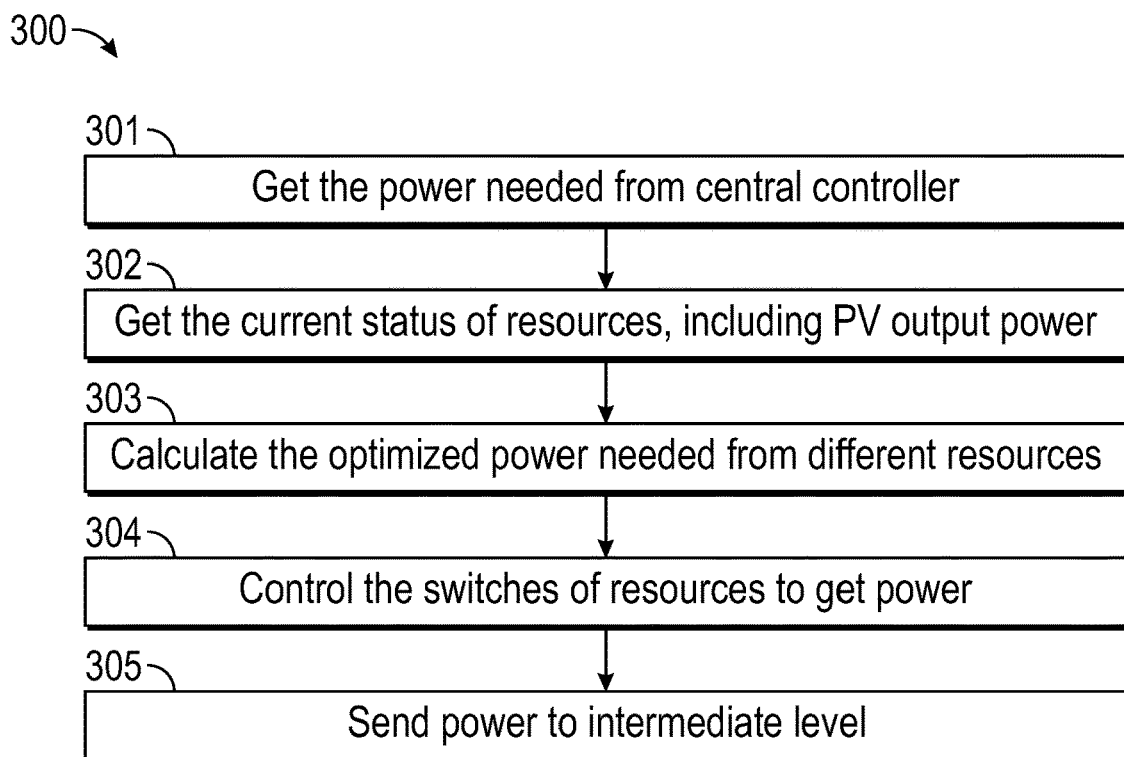 300
301
Get the power needed from central controller
302
Get the current status of resources, including PV output power
303
Calculate the optimized power needed from different resources
304
Control the switches of resources to get power
305
Send power to intermediate level